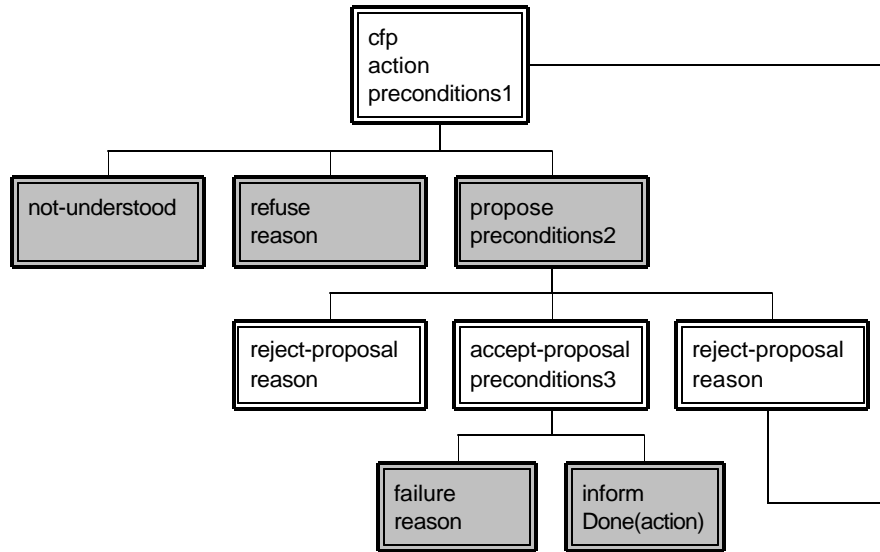 cfp
action
preconditions1
not-understood
refuse
reason
propose
preconditions2
reject-proposal
reason
accept-proposal
preconditions3
reject-proposal
reason
failure
reason
inform
Done(action)